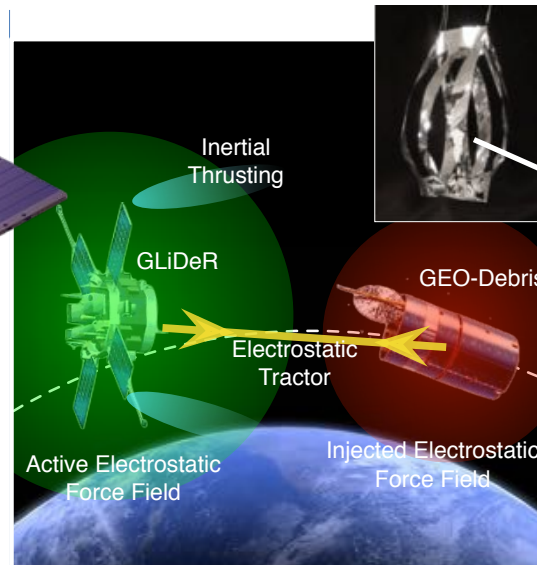 Inertial
Thrusting
GLiDeR
GEO-Debris
Electrostatic
Tractor
Active Electrostatic
Force Field
Injected Electrostatic
Force Field